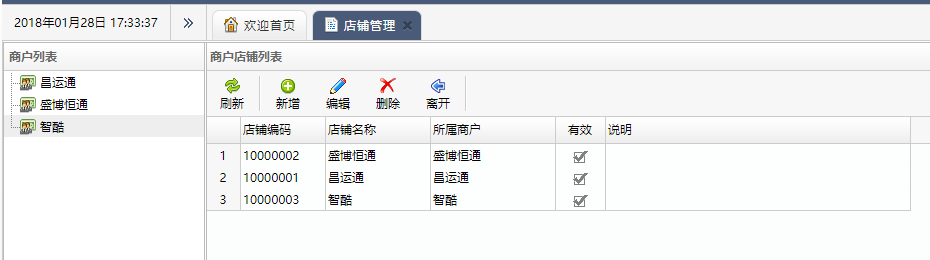 2018年01月28日 17:33:37 » 欢迎首页 店铺管理
商户列表
昌运通
盛博恒通
智酷
商户店铺列表
刷新 新增 编辑 删除 离开
店铺编码 店铺名称 所属商户 有效 说明
1 10000002 盛博恒通 盛博恒通
2 10000001 昌运通 昌运通
3 10000003 智酷 智酷